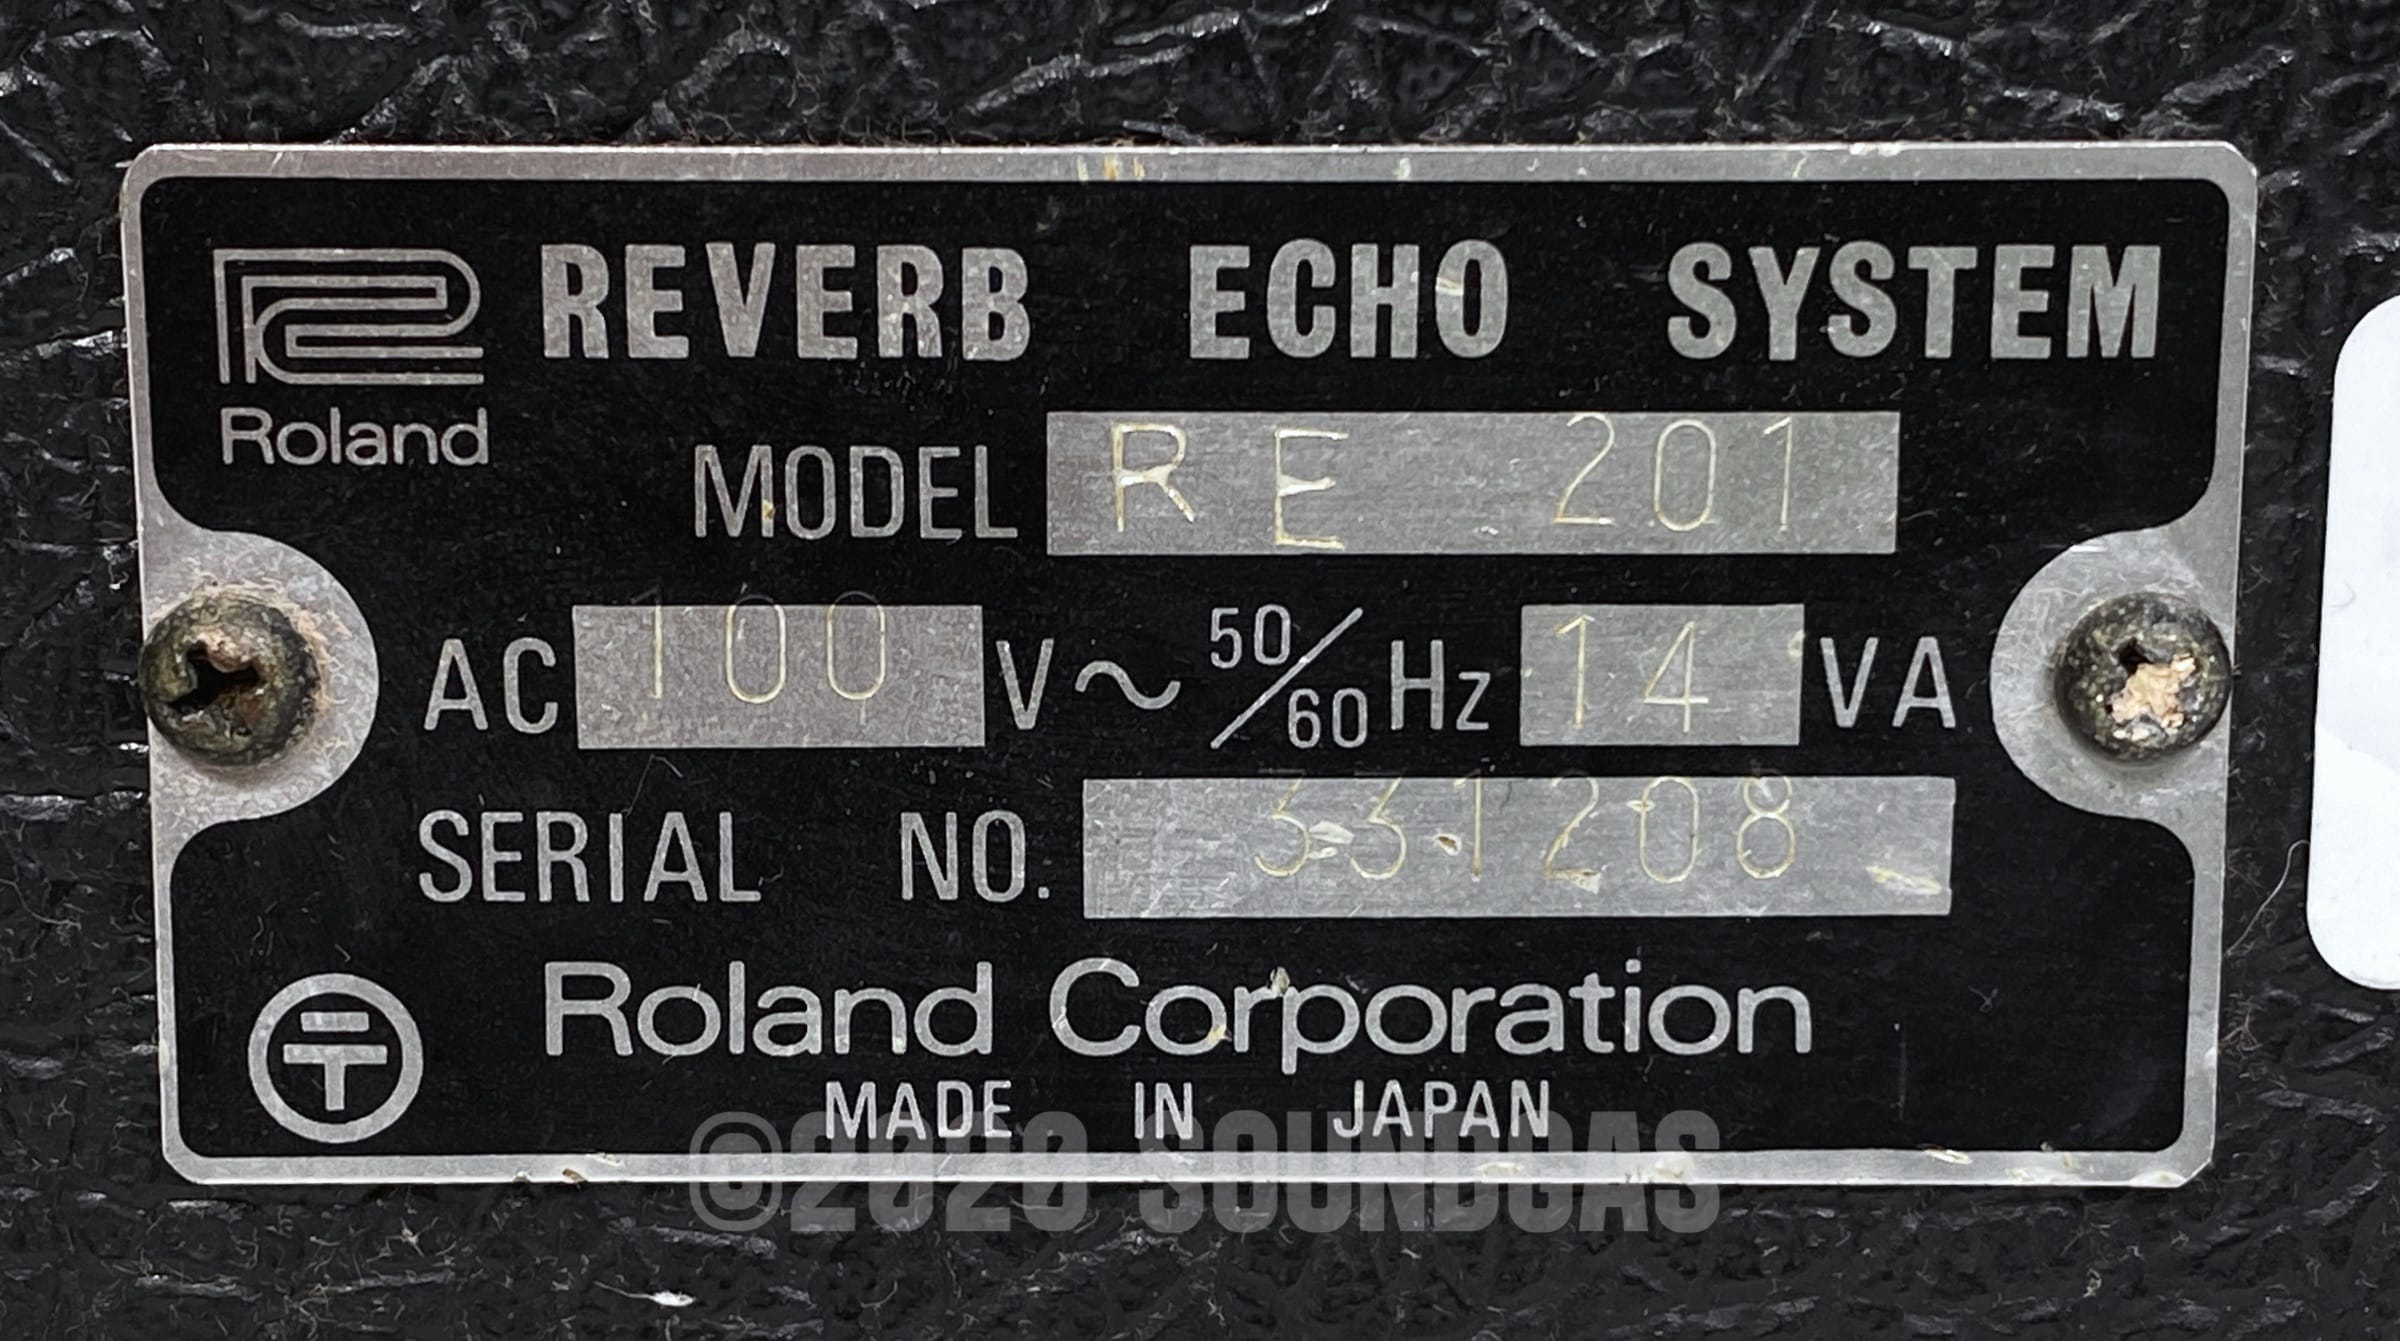 REVERB ECHO SYSTEM
Roland
MODEL RE 201
AC 100 V ~ 50/60 Hz 14 VA
SERIAL NO. 331208
Roland Corporation
MADE IN JAPAN
©2020 SOUNDGAS